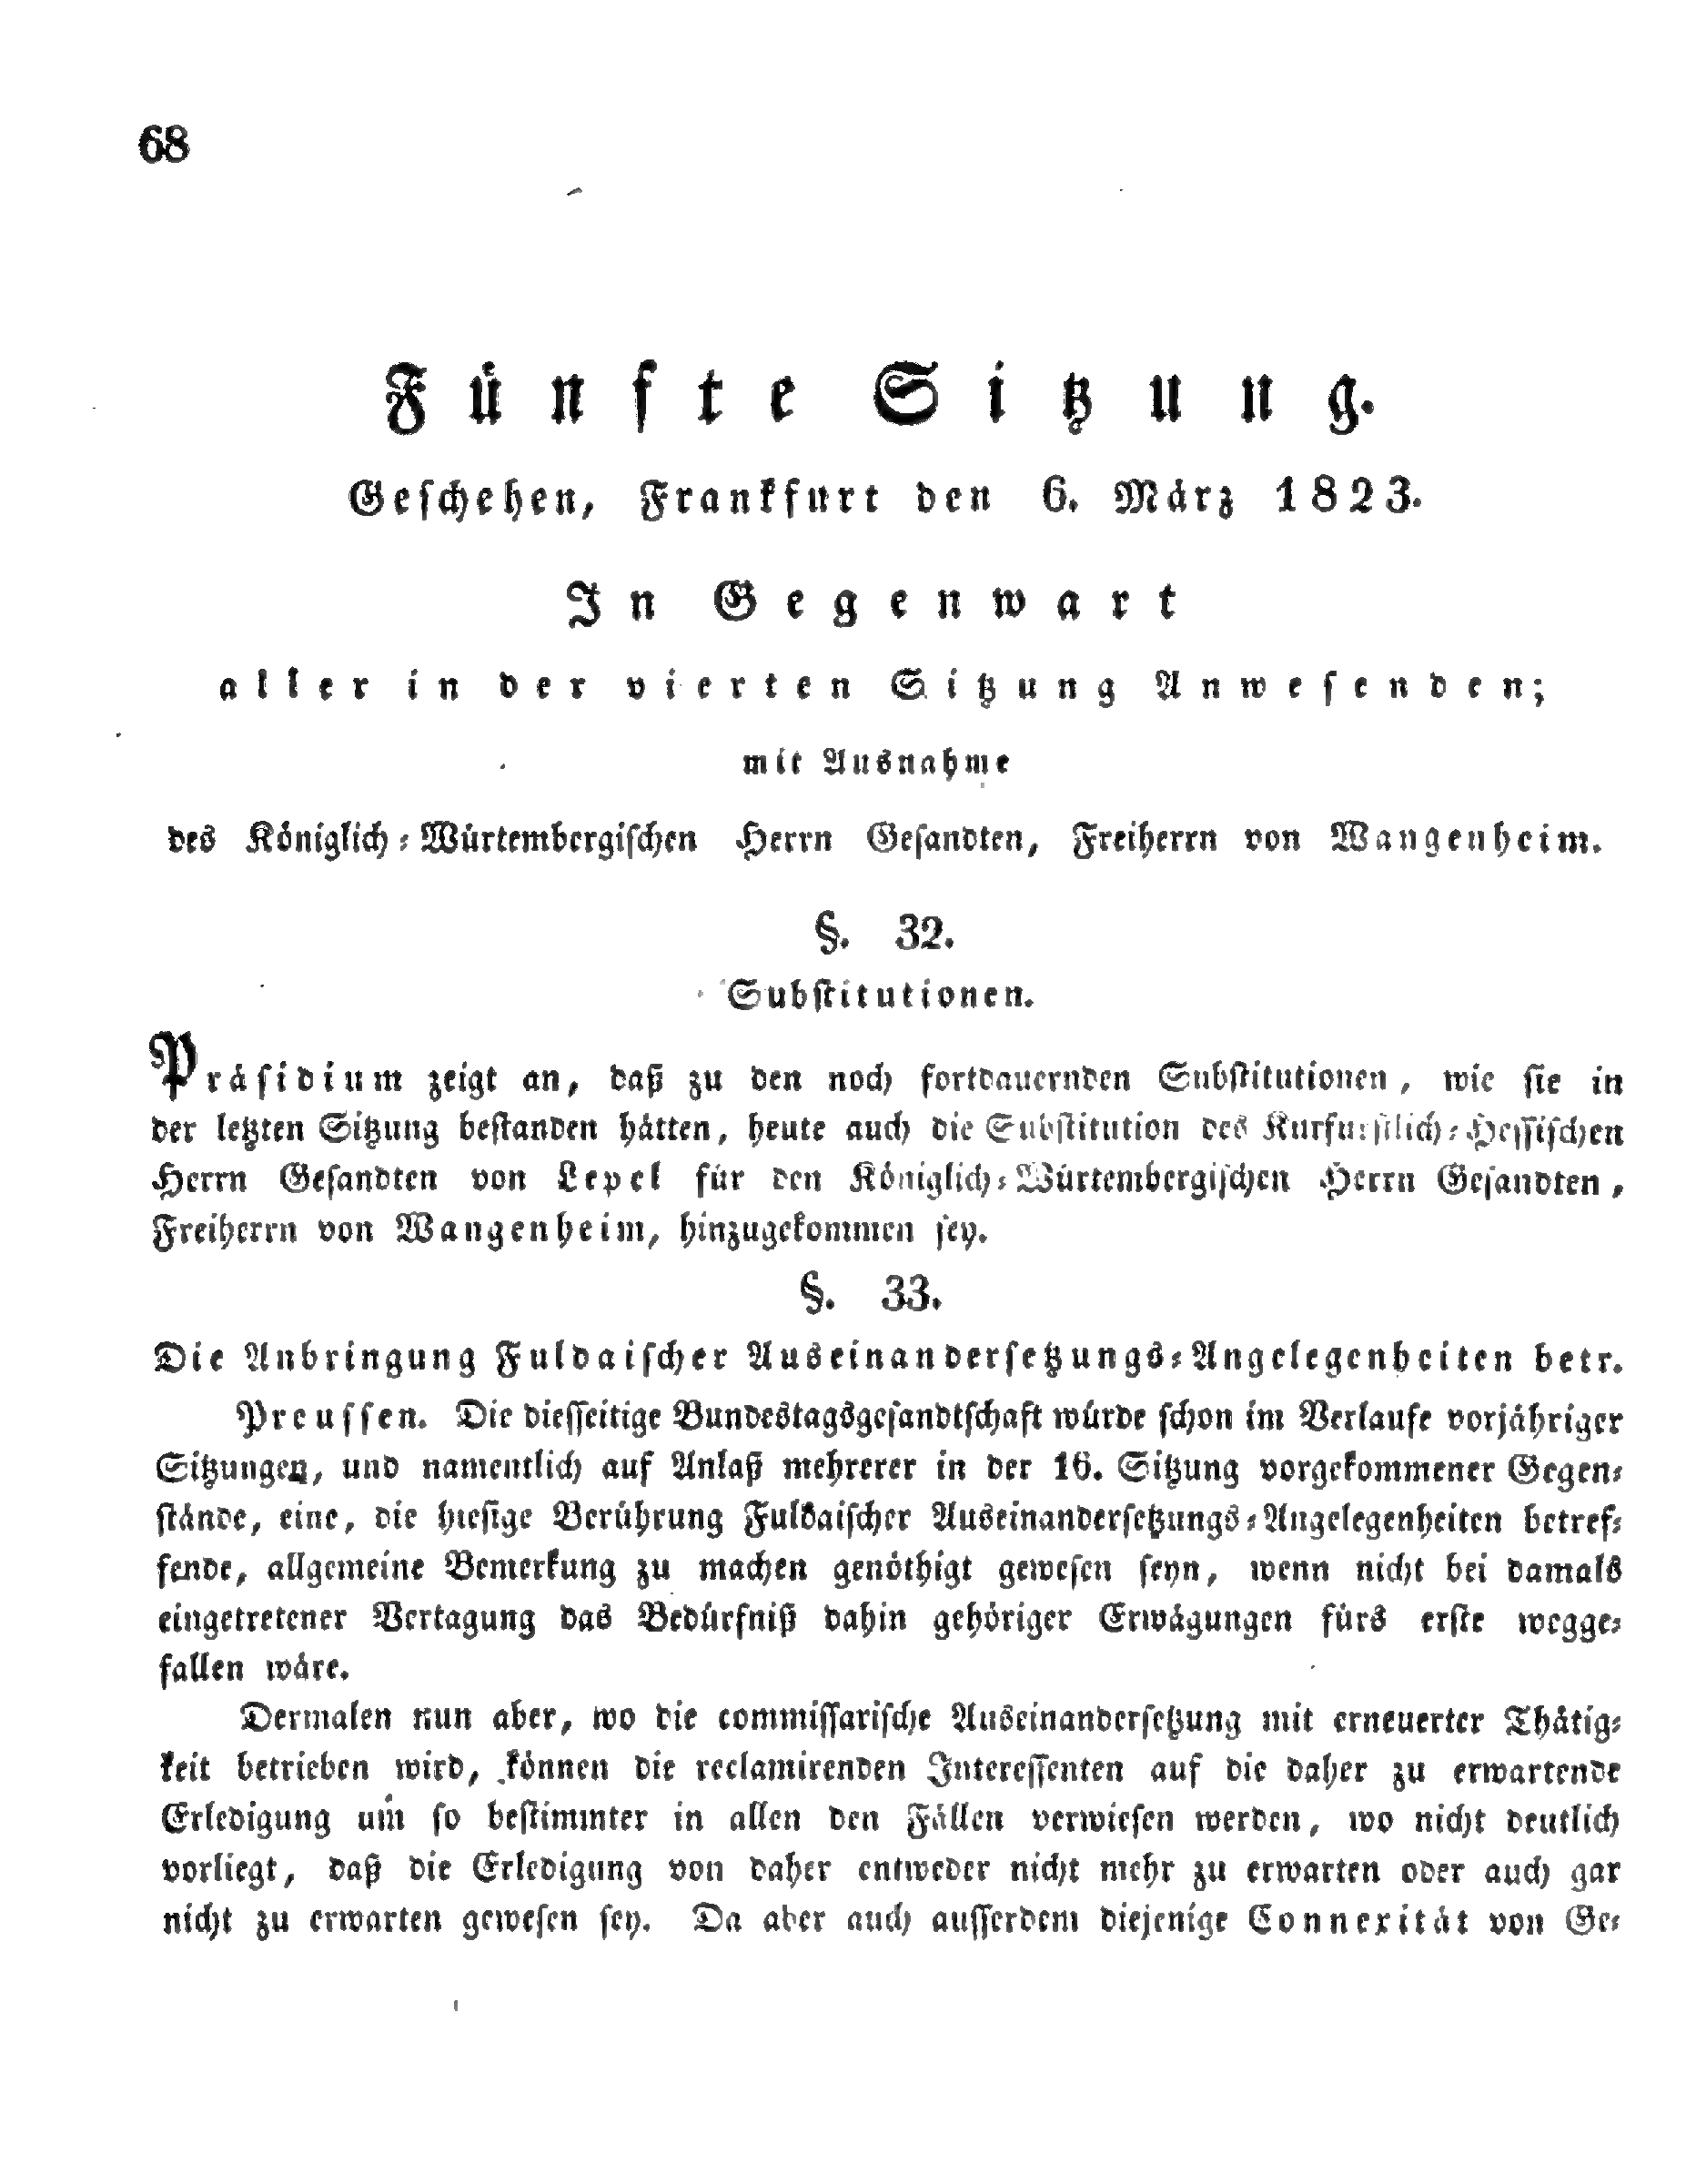 68
Fünfte Sitzung.
Geschehen, Frankfurt den 6. März 1823.
In Gegenwart
aller in der vierten Sitzung Anwesenden;
mit Ausnahme
des Königlich-Würtembergischen Herrn Gesandten, Freiherrn von Wangenheim.
§. 32.
Substitutionen.
Präsidium zeigt an, daß zu den noch fortdauernden Substitutionen, wie sie in
der letzten Sitzung bestanden hätten, heute auch die Substitution des Kurfürstlich-Hessischen
Herrn Gesandten von Lepel für den Königlich-Würtembergischen Herrn Gesandten,
Freiherrn von Wangenheim, hinzugekommen sey.
§. 33.
Die Anbringung Fuldaischer Auseinandersetzungs-Angelegenheiten betr.
Preussen. Die diesseitige Bundestagsgesandtschaft würde schon im Verlaufe vorjähriger
Sitzungen, und namentlich auf Anlaß mehrerer in der 16. Sitzung vorgekommener Gegen-
stände, eine, die hiesige Berührung Fuldaischer Auseinandersetzungs-Angelegenheiten betref-
fende, allgemeine Bemerkung zu machen genöthigt gewesen seyn, wenn nicht bei damals
eingetretener Vertagung das Bedürfniß dahin gehöriger Erwägungen fürs erste wegge-
fallen wäre.
Dermalen nun aber, wo die commissarische Auseinandersetzung mit erneuerter Thätig-
keit betrieben wird, können die reclamirenden Interessenten auf die daher zu erwartende
Erledigung um so bestimmter in allen den Fällen verwiesen werden, wo nicht deutlich
vorliegt, daß die Erledigung von daher entweder nicht mehr zu erwarten oder auch gar
nicht zu erwarten gewesen sey. Da aber auch ausserdem diejenige Connexität von Ge-